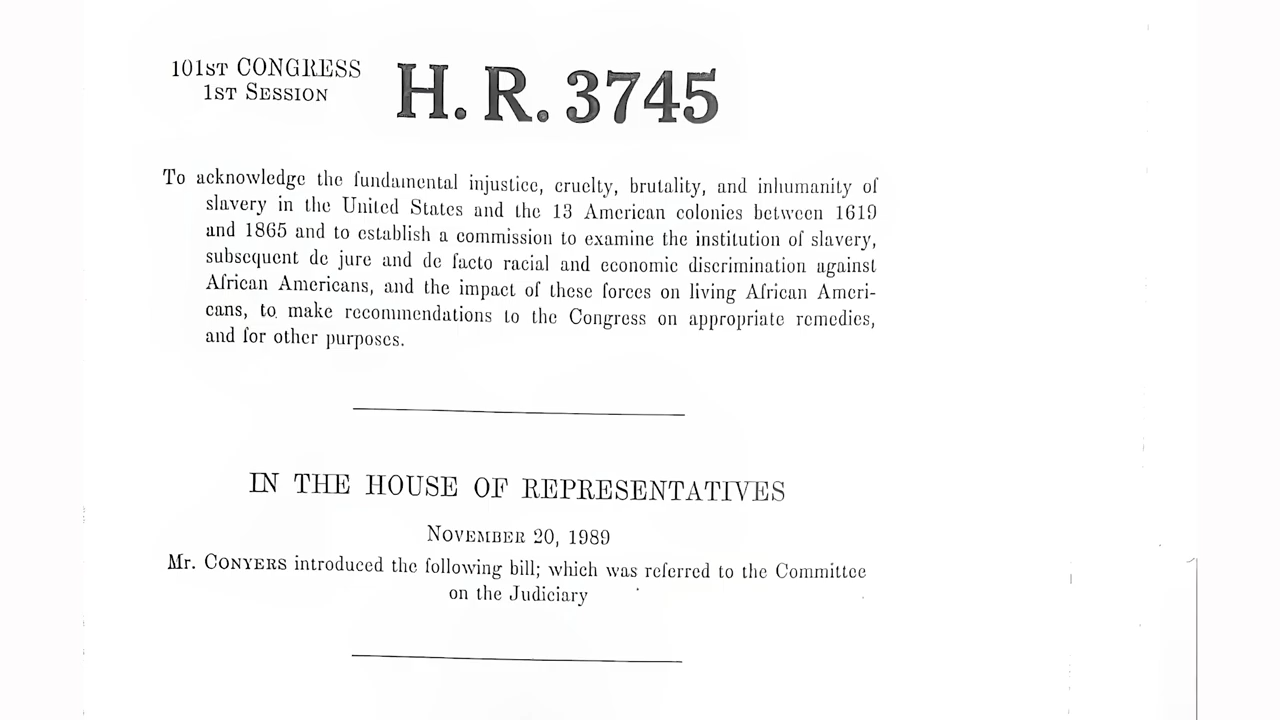 101ST CONGRESS
1ST SESSION
H. R. 3745
To acknowledge the fundamental injustice, cruelty, brutality, and inhumanity of
slavery in the United States and the 13 American colonies between 1619
and 1865 and to establish a commission to examine the institution of slavery,
subsequent de jure and de facto racial and economic discrimination against
African Americans, and the impact of these forces on living African Ameri-
cans, to make recommendations to the Congress on appropriate remedies,
and for other purposes.
IN THE HOUSE OF REPRESENTATIVES
NOVEMBER 20, 1989
Mr. CONYERS introduced the following bill; which was referred to the Committee
on the Judiciary